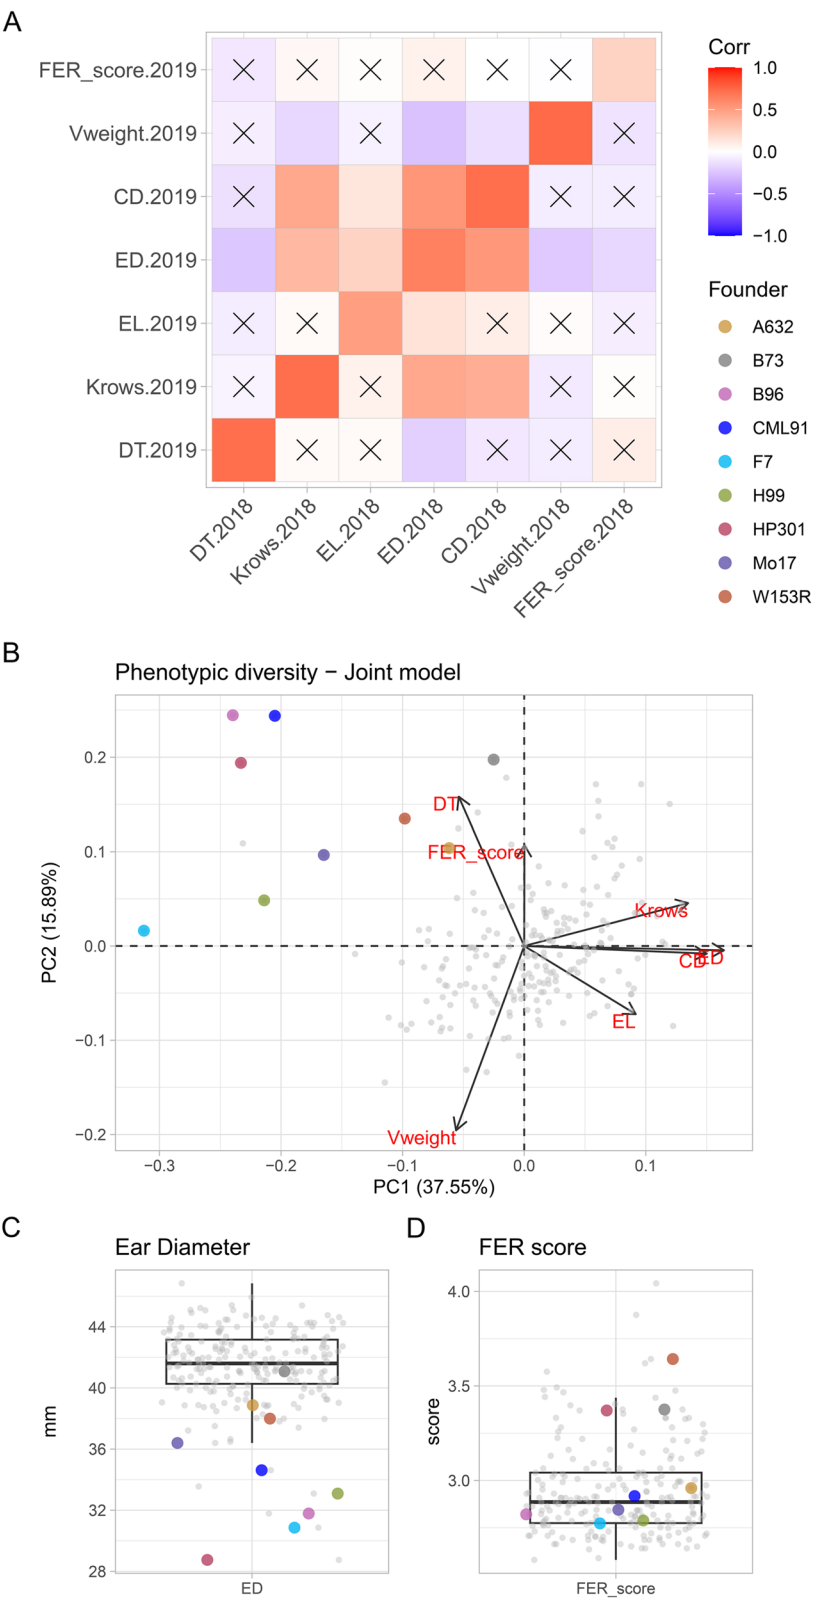 A
FER_score.2019
Vweight.2019
CD.2019
ED.2019
EL.2019
Krows.2019
DT.2019
DT.2018
Krows.2018
EL.2018
ED.2018
CD.2018
Vweight.2018
FER_score.2018
Corr
1.0
0.5
0.0
−0.5
−1.0
Founder
A632
B73
B96
CML91
F7
H99
HP301
Mo17
W153R
B
Phenotypic diversity − Joint model
PC2 (15.89%)
0.2
0.1
0.0
−0.1
−0.2
DT
FER_score
Krows
CD
ED
EL
Vweight
−0.3
−0.2
−0.1
0.0
0.1
PC1 (37.55%)
C
Ear Diameter
mm
44
40
36
32
28
ED
D
FER score
score
4.0
3.5
3.0
FER_score